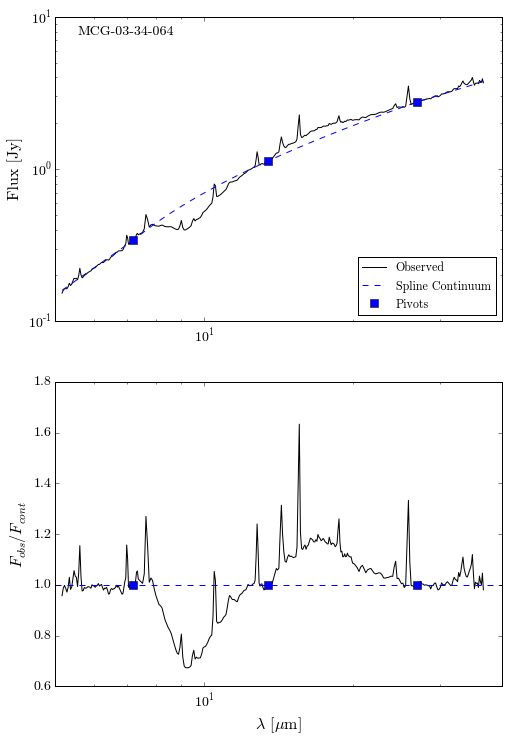 MCG-03-34-064
10^1
10^0
10^-1
Flux [Jy]
Observed
Spline Continuum
Pivots
10^1
1.8
1.6
1.4
1.2
1.0
0.8
0.6
F_obs/F_cont
10^1
λ [μm]